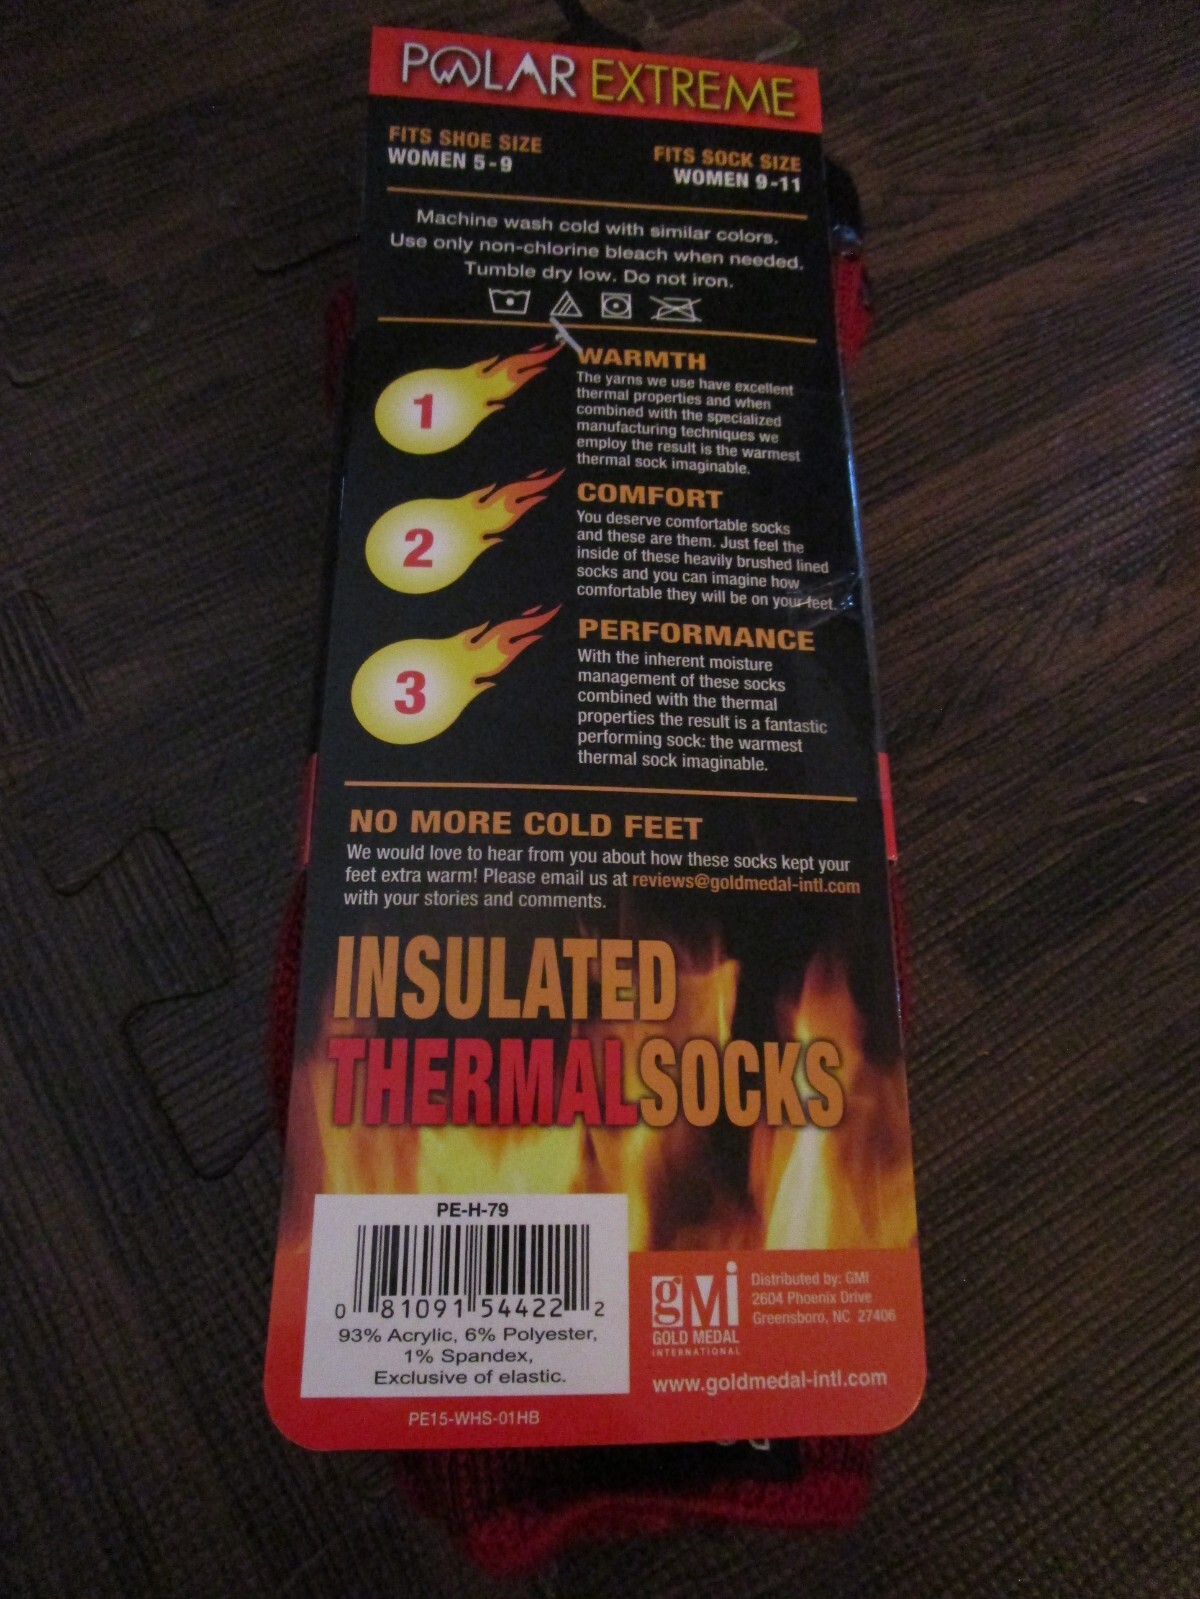 POLAR EXTREME
FITS SHOE SIZE
WOMEN 5-9
FITS SOCK SIZE
WOMEN 9-11
Machine wash cold with similar colors.
Use only non-chlorine bleach when needed.
Tumble dry low. Do not iron.
1
WARMTH
The yarns we use have excellent
thermal properties and when
combined with the specialized
manufacturing techniques we
employ the result is the warmest
thermal sock imaginable.
2
COMFORT
You deserve comfortable socks
and these are them. Just feel the
inside of these heavily brushed lined
socks and you can imagine how
comfortable they will be on your feet.
3
PERFORMANCE
With the inherent moisture
management of these socks
combined with the thermal
properties the result is a fantastic
performing sock: the warmest
thermal sock imaginable.
NO MORE COLD FEET
We would love to hear from you about how these socks kept your
feet extra warm! Please email us at reviews@goldmedal-intl.com
with your stories and comments.
INSULATED
THERMALSOCKS
PE-H-79
0 81091 54422 2
93% Acrylic, 6% Polyester,
1% Spandex,
Exclusive of elastic.
PE15-WHS-01HB
gmi
GOLD MEDAL
INTERNATIONAL
Distributed by: GMI
2604 Phoenix Drive
Greensboro, NC 27406
www.goldmedal-intl.com